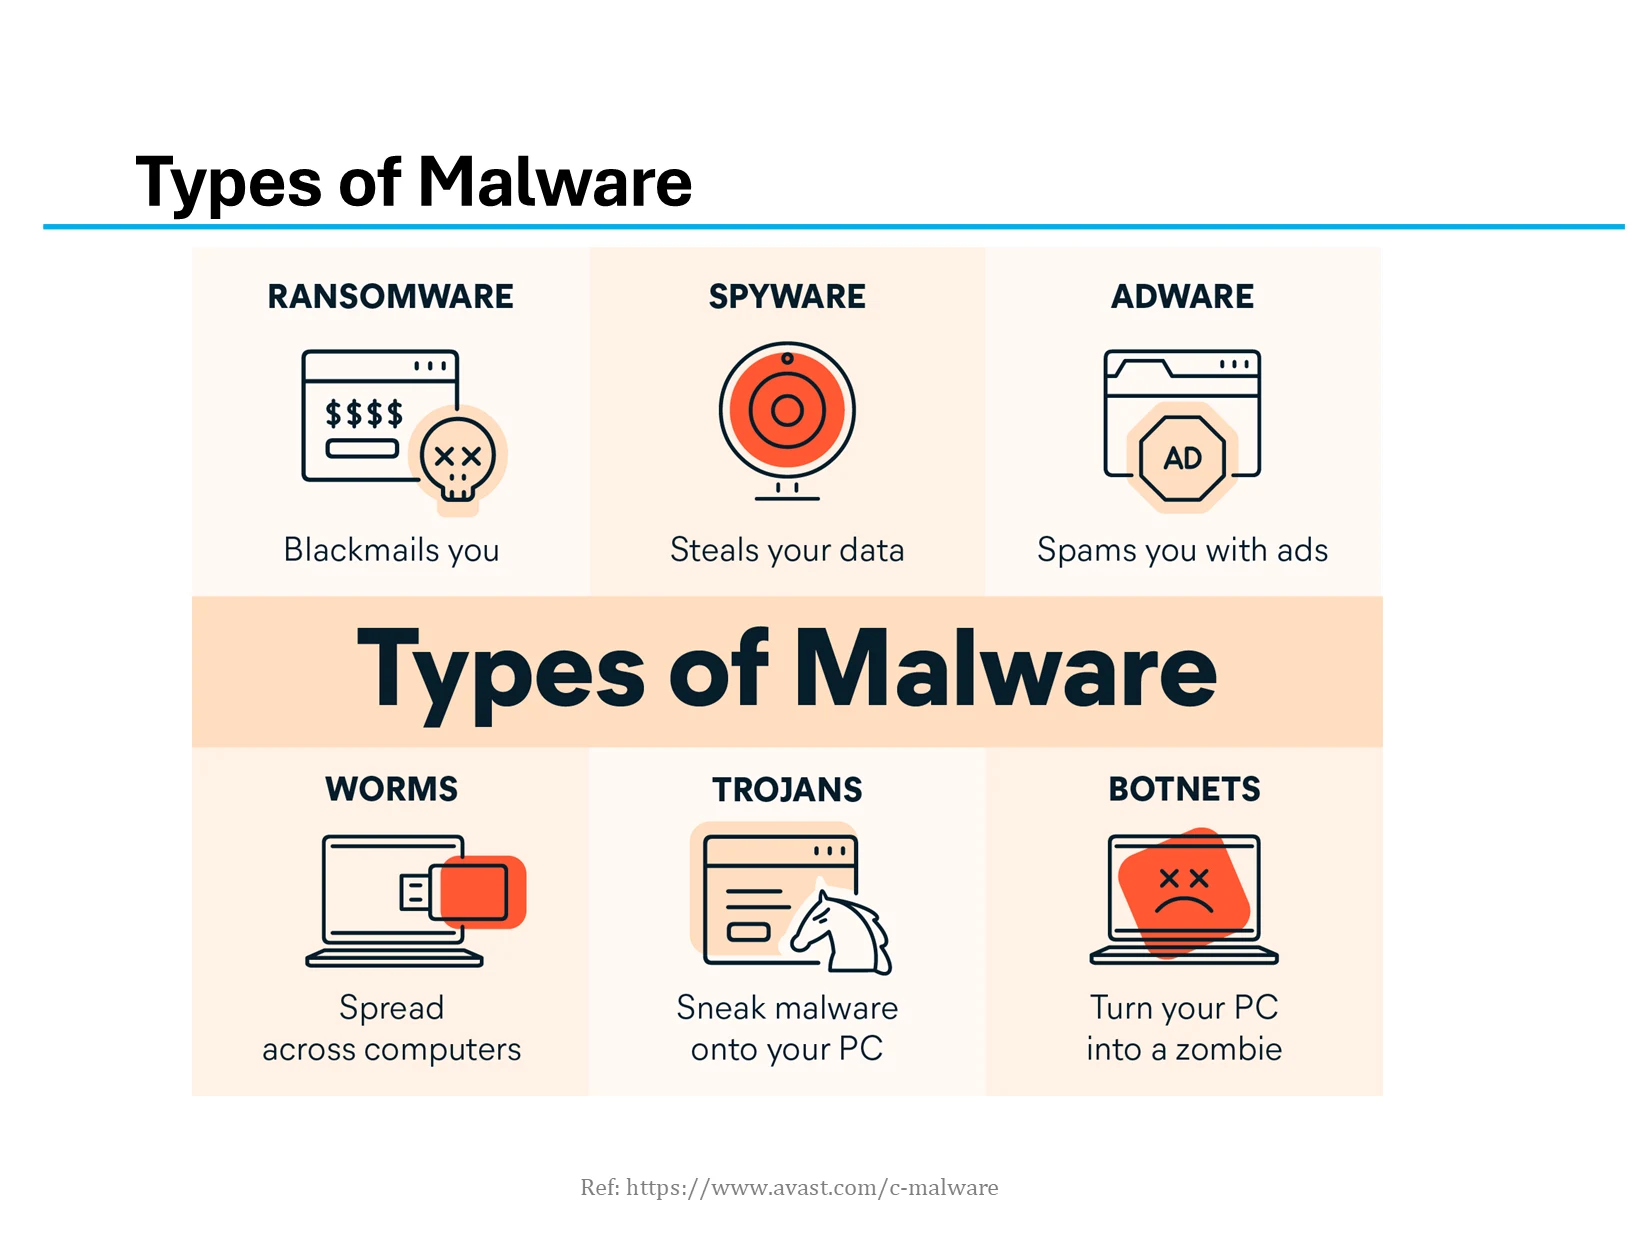 Types of Malware
RANSOMWARE
$$$$
Blackmails you
SPYWARE
Steals your data
ADWARE
AD
Spams you with ads
Types of Malware
WORMS
Spread
across computers
TROJANS
Sneak malware
onto your PC
BOTNETS
Turn your PC
into a zombie
Ref: https://www.avast.com/c-malware